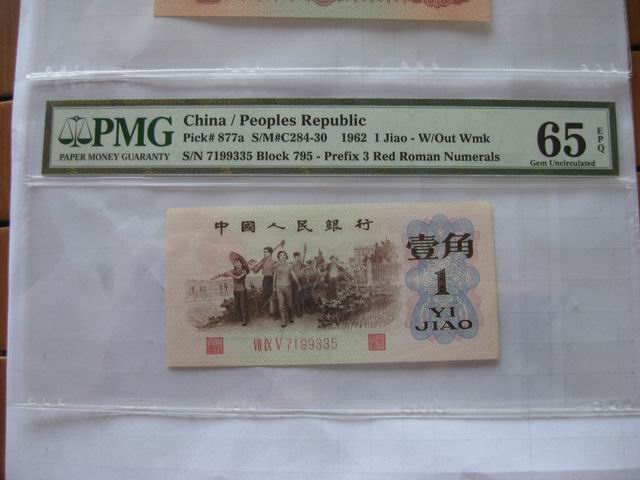 PMG
PAPER MONEY GUARANTY
China / Peoples Republic
Pick# 877a S/M#C284-30 1962 1 Jiao - W/Out Wmk
S/N 7199335 Block 795 - Prefix 3 Red Roman Numerals
65 EPQ
Gem Uncirculated
中國人民銀行
壹角
1
YI
JIAO
VII IX V 7199335